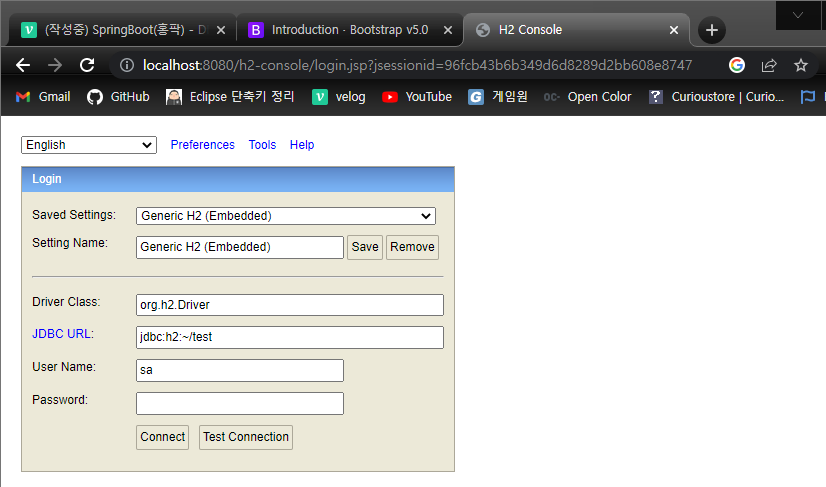 (작성중) SpringBoot(홍팍) - D
Introduction · Bootstrap v5.0
H2 Console
localhost:8080/h2-console/login.jsp?jsessionid=96fcb43b6b349d6d8289d2bb608e8747
Gmail GitHub Eclipse 단축키 정리 velog YouTube 게임원 OC- Open Color Curioustore | Curio...
English Preferences Tools Help
Login
Saved Settings: Generic H2 (Embedded)
Setting Name: Generic H2 (Embedded) Save Remove
Driver Class: org.h2.Driver
JDBC URL: jdbc:h2:~/test
User Name: sa
Password:
Connect Test Connection